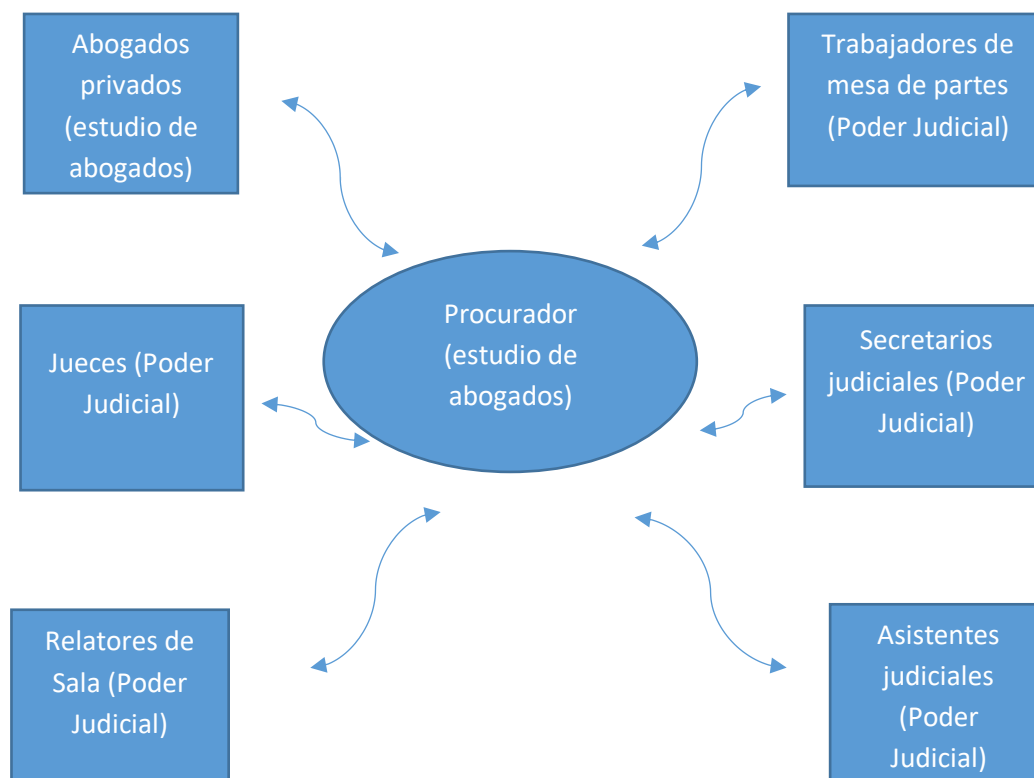 Abogados
privados
(estudio de
abogados)
Trabajadores de
mesa de partes
(Poder Judicial)
Procurador
(estudio de
abogados)
Jueces (Poder
Judicial)
Secretarios
judiciales (Poder
Judicial)
Relatores de
Sala (Poder
Judicial)
Asistentes
judiciales
(Poder
Judicial)